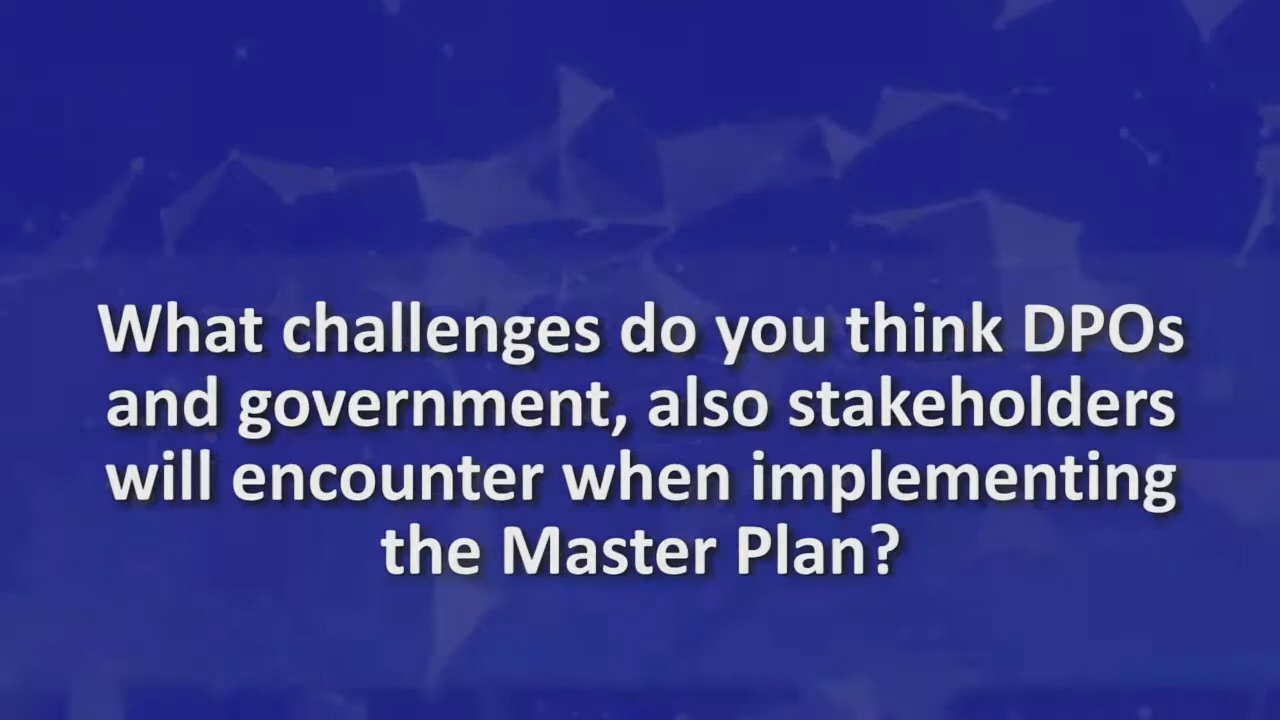 What challenges do you think DPOs
and government, also stakeholders
will encounter when implementing
the Master Plan?